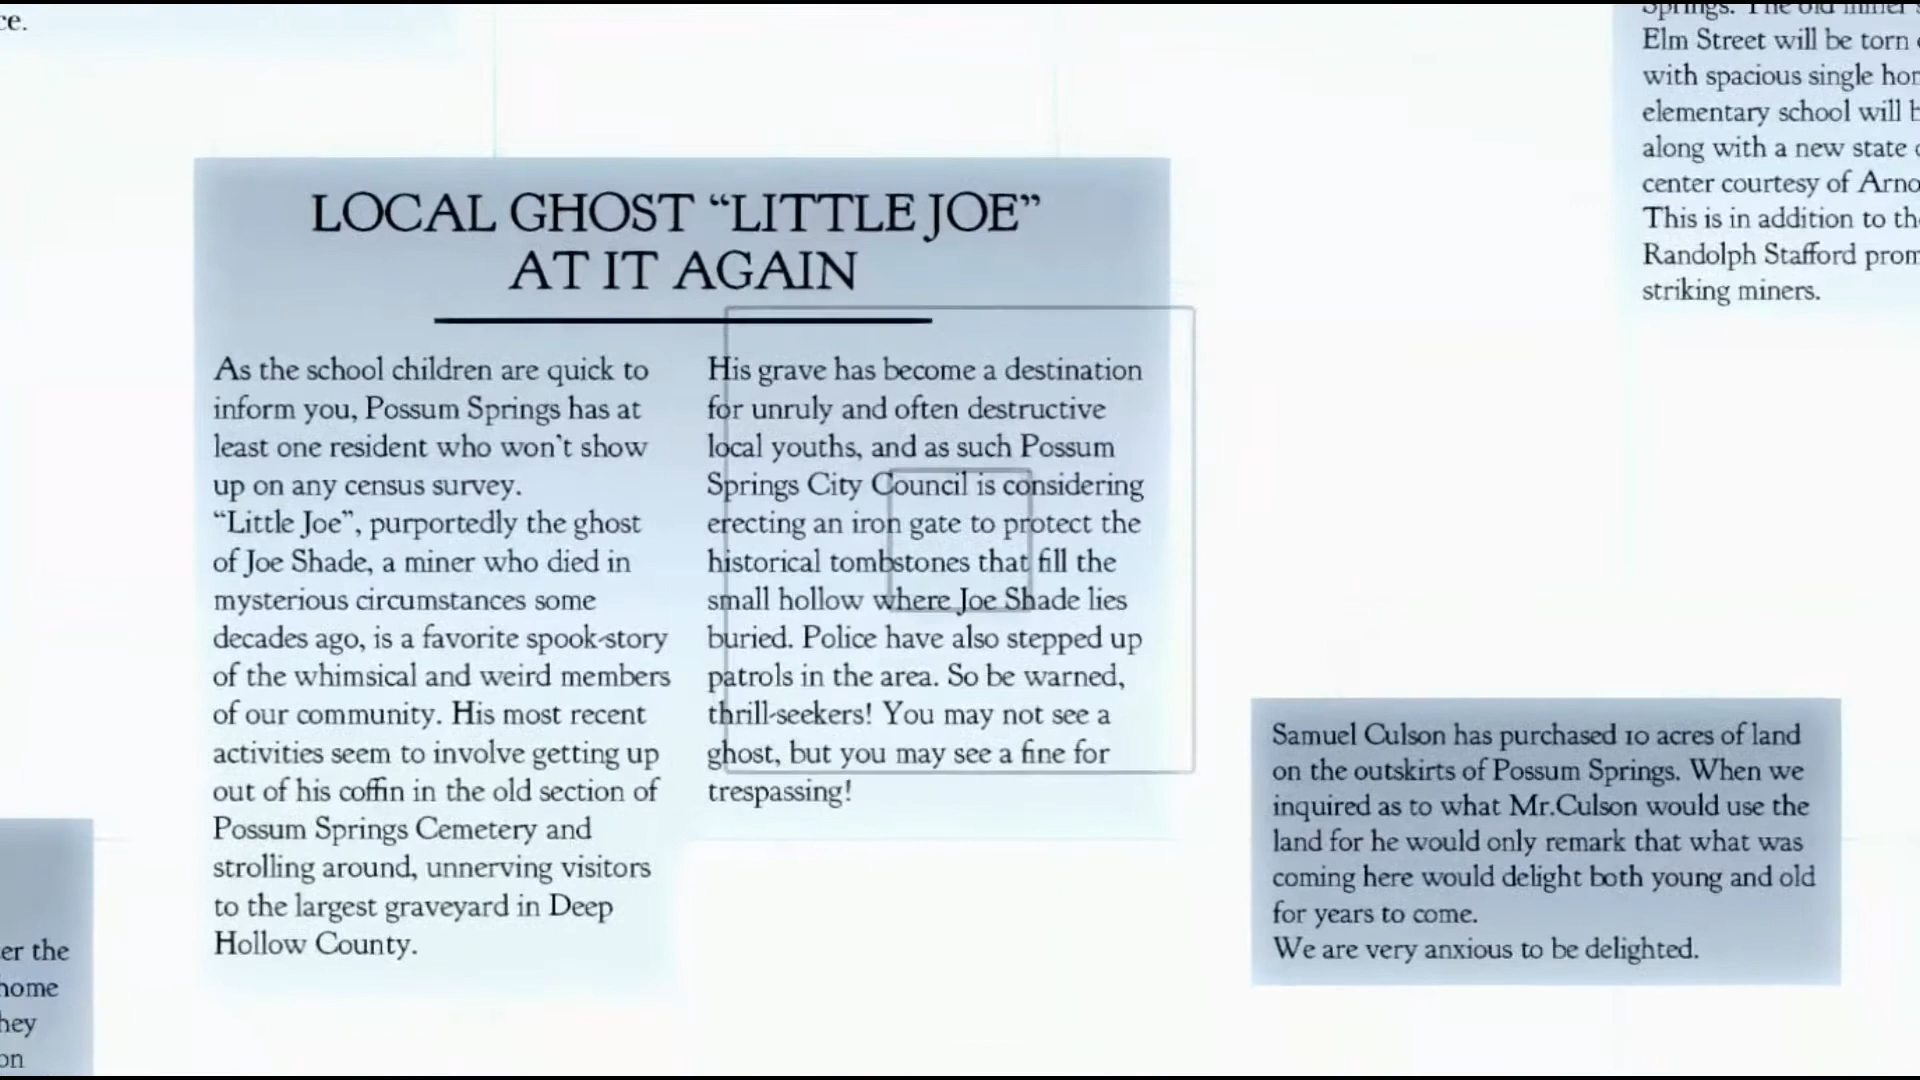 ce.
LOCAL GHOST “LITTLE JOE”
AT IT AGAIN
As the school children are quick to
inform you, Possum Springs has at
least one resident who won't show
up on any census survey.
“Little Joe”, purportedly the ghost
of Joe Shade, a miner who died in
mysterious circumstances some
decades ago, is a favorite spook-story
of the whimsical and weird members
of our community. His most recent
activities seem to involve getting up
out of his coffin in the old section of
Possum Springs Cemetery and
strolling around, unnerving visitors
to the largest graveyard in Deep
Hollow County.
His grave has become a destination
for unruly and often destructive
local youths, and as such Possum
Springs City Council is considering
erecting an iron gate to protect the
historical tombstones that fill the
small hollow where Joe Shade lies
buried. Police have also stepped up
patrols in the area. So be warned,
thrill-seekers! You may not see a
ghost, but you may see a fine for
trespassing!
Springs. The old miner
Elm Street will be torn
with spacious single
elementary school will
along with a new state
center courtesy of
This is in addition to
Randolph Stafford
striking miners.
Samuel Culson has purchased 10 acres of land
on the outskirts of Possum Springs. When we
inquired as to what Mr.Culson would use the
land for he would only remark that what was
coming here would delight both young and old
for years to come.
We are very anxious to be delighted.
er the
home
hey
on